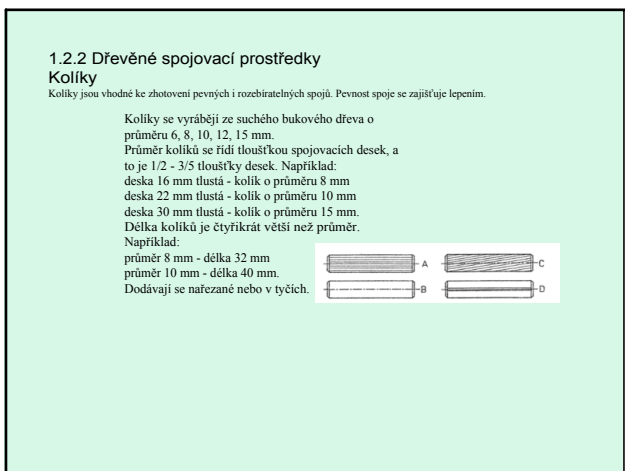 1.2.2 Dřevěné spojovací prostředky
Kolíky
Kolíky jsou vhodné ke zhotovení pevných i rozebíratelných spojů. Pevnost spoje se zajišťuje lepením.
Kolíky se vyrábějí ze suchého bukového dřeva o
průměru 6, 8, 10, 12, 15 mm.
Průměr kolíků se řídí tloušťkou spojovacích desek, a
to je 1/2 - 3/5 tloušťky desek. Například:
deska 16 mm tlustá - kolík o průměru 8 mm
deska 22 mm tlustá - kolík o průměru 10 mm
deska 30 mm tlustá - kolík o průměru 15 mm.
Délka kolíků je čtyřikrát větší než průměr.
Například:
průměr 8 mm - délka 32 mm
průměr 10 mm - délka 40 mm.
Dodávají se nařezané nebo v tyčích.
A C
B D